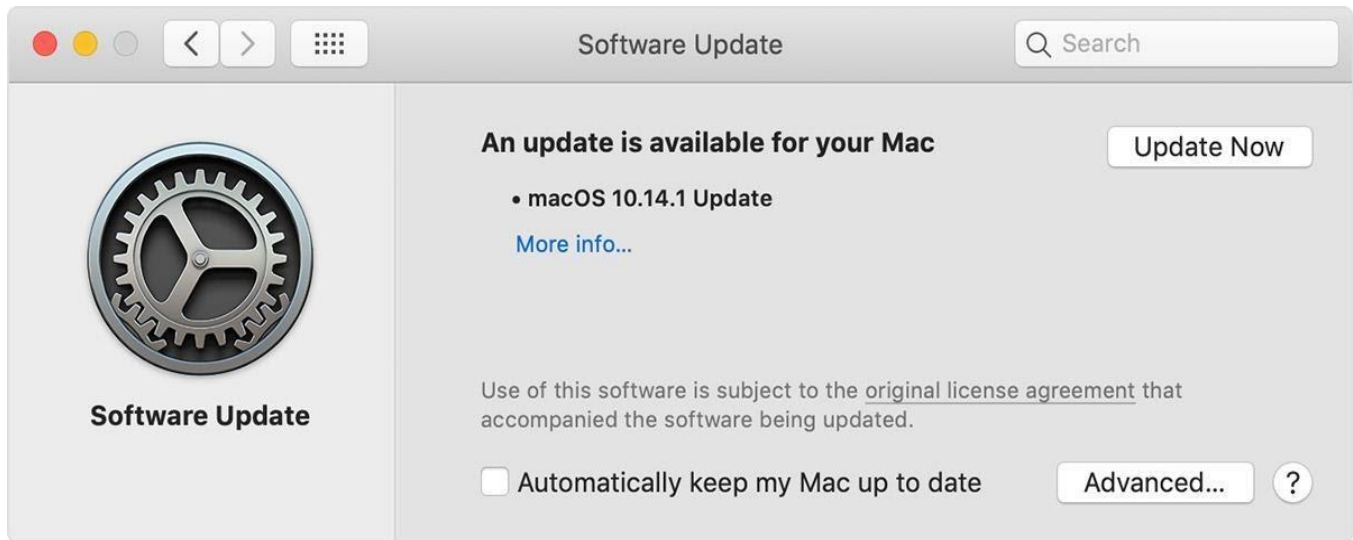 Software Update
Search
Software Update
An update is available for your Mac
Update Now
• macOS 10.14.1 Update
More info...
Use of this software is subject to the original license agreement that
accompanied the software being updated.
Automatically keep my Mac up to date
Advanced...
?